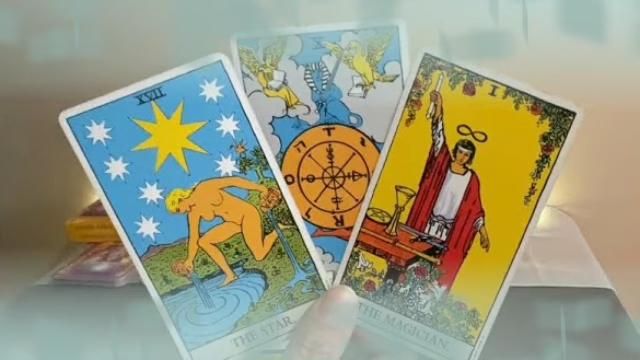 XVII
THE STAR.
X
T
R
I
THE MAGICIAN.